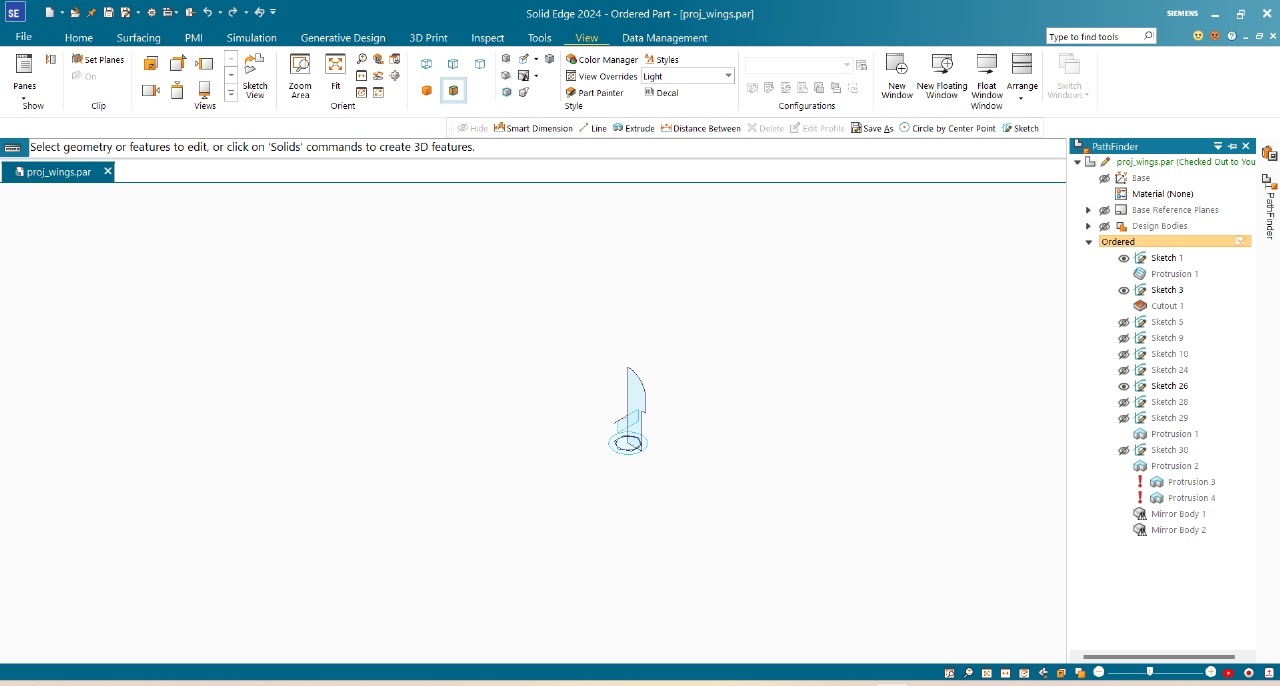 SE
Solid Edge 2024 - Ordered Part - [proj_wings.par]
SIEMENS
File
Home
Surfacing
PMI
Simulation
Generative Design
3D Print
Inspect
Tools
View
Data Management
Type to find tools
Panes
Show
Set Planes
On
Clip
Views
Sketch
View
Zoom
Area
Fit
Orient
Color Manager
Styles
View Overrides
Light
Part Painter
Decal
Style
Configurations
New
Window
New Floating
Window
Float
Window
Arrange
Window
Switch
Windows
Hide
Smart Dimension
Line
Extrude
Distance Between
Delete
Edit Profile
Save As
Circle by Center Point
Sketch
Select geometry or features to edit, or click on 'Solids' commands to create 3D features.
proj_wings.par
PathFinder
proj_wings.par (Checked Out to You
Base
Material (None)
Base Reference Planes
Design Bodies
Ordered
Sketch 1
Protrusion 1
Sketch 3
Cutout 1
Sketch 5
Sketch 9
Sketch 10
Sketch 24
Sketch 26
Sketch 28
Sketch 29
Protrusion 1
Sketch 30
Protrusion 2
Protrusion 3
Protrusion 4
Mirror Body 1
Mirror Body 2
PathFinder